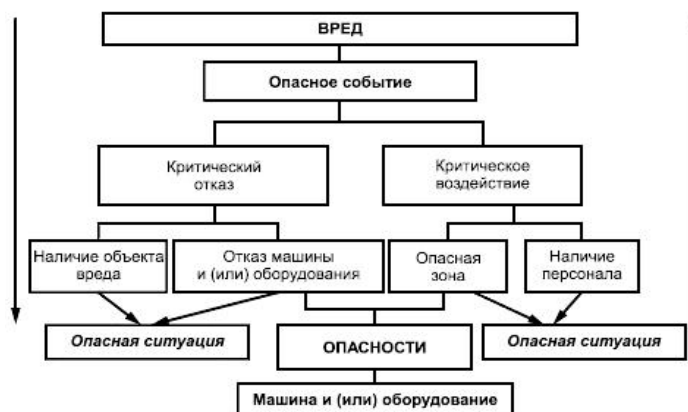 ВРЕД
Опасное событие
Критический
отказ
Критическое
воздействие
Наличие объекта
вреда
Отказ машины
и (или) оборудования
Опасная
зона
Наличие
персонала
Опасная ситуация
ОПАСНОСТИ
Опасная ситуация
Машина и (или) оборудование